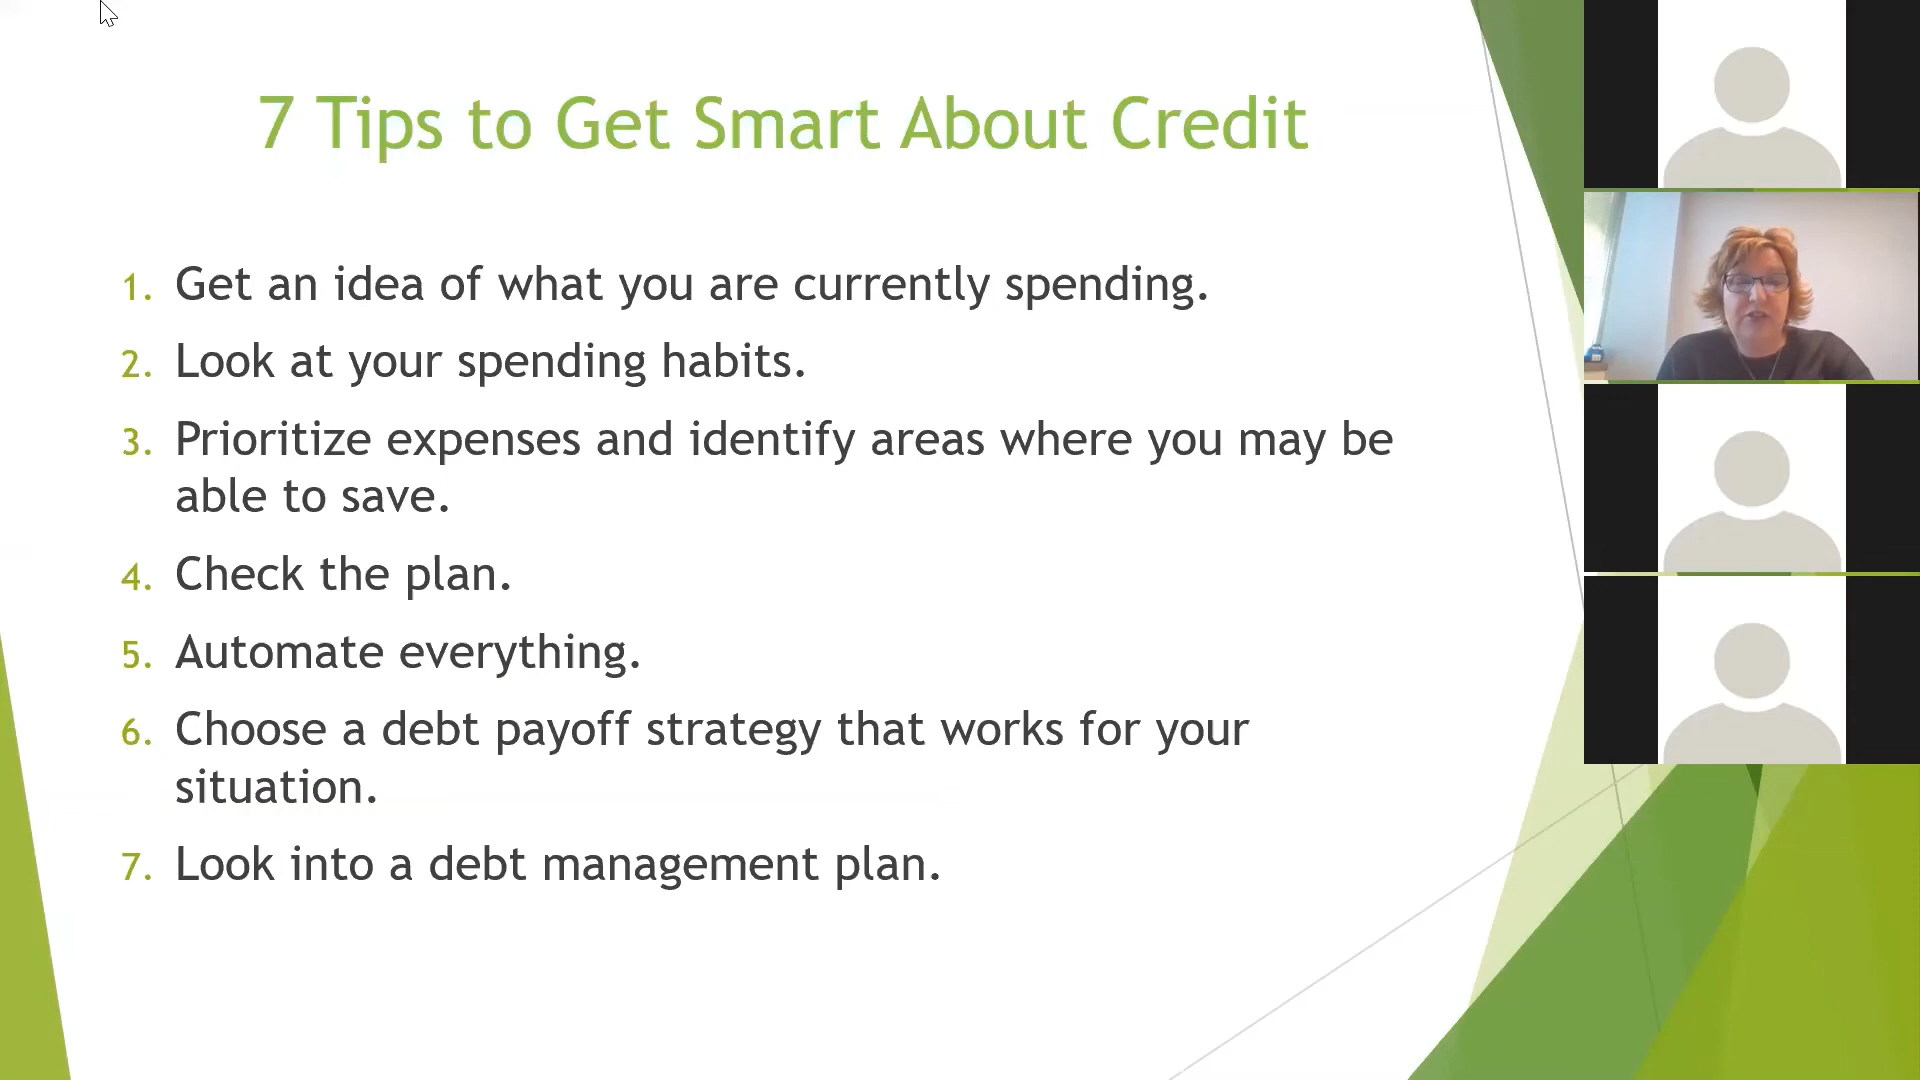 7 Tips to Get Smart About Credit
1. Get an idea of what you are currently spending.
2. Look at your spending habits.
3. Prioritize expenses and identify areas where you may be
able to save.
4. Check the plan.
5. Automate everything.
6. Choose a debt payoff strategy that works for your
situation.
7. Look into a debt management plan.